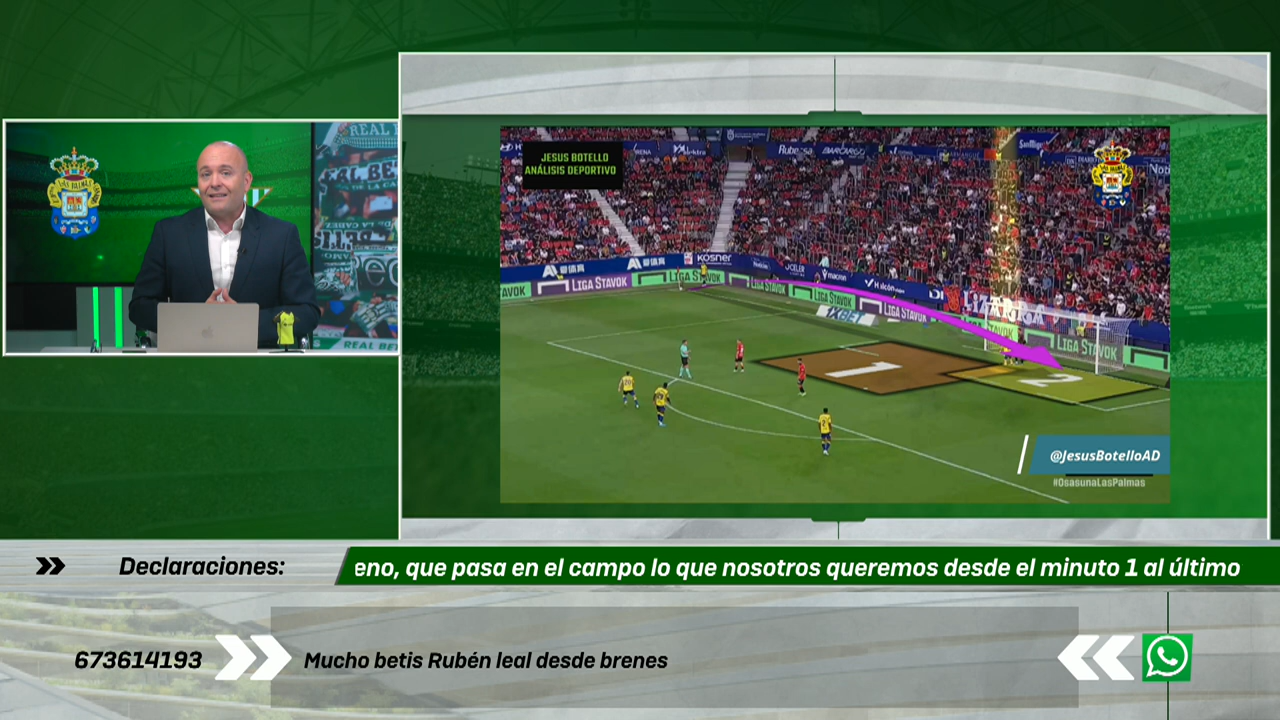 JESUS BOTELLO
ANÁLISIS DEPORTIVO
kosner
LIGA STAVOK
LIGA STAVOK
LIGA STAVOK
1XBET
1
2
@JesusBotelloAD
#OsasunaLasPalmas
Declaraciones:
eno, que pasa en el campo lo que nosotros queremos desde el minuto 1 al último
673614193
Mucho betis Rubén leal desde brenes